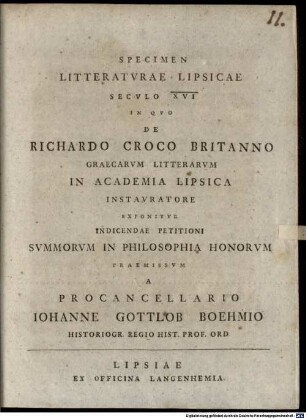 11.
SPECIMEN
LITTERATVRAE LIPSICAE
SECVLO XVI
IN QVO
DE
RICHARDO CROCO BRITANNO
GRAECARVM LITTERARVM
IN ACADEMIA LIPSICA
INSTAVRATORE
EXPONITVR
INDICENDAE PETITIONI
SVMMORVM IN PHILOSOPHIA HONORVM
PRAEMISSVM
A
PROCANCELLARIO
IOHANNE GOTTLOB BOEHMIO
HISTORIOGR. REGIO HIST. PROF. ORD
LIPSIAE
EX OFFICINA LANGENHEMIA.